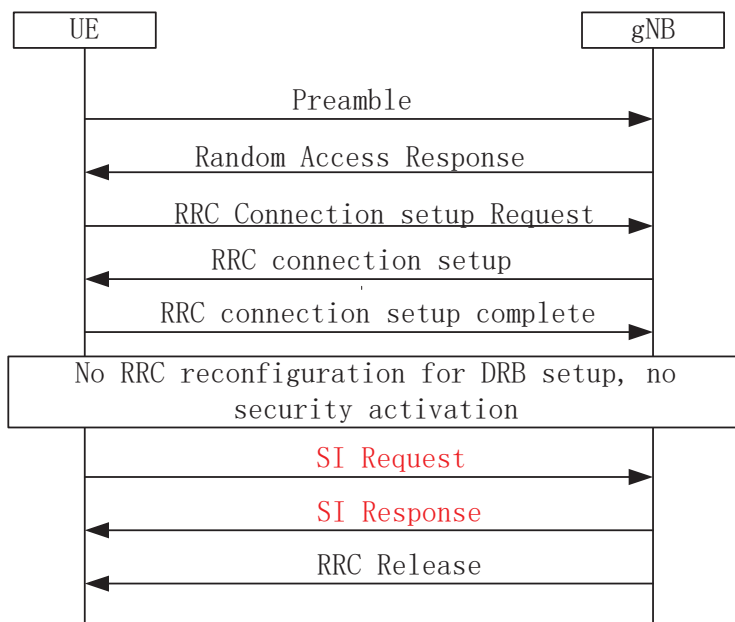 UE
gNB
Preamble
Random Access Response
RRC Connection setup Request
RRC connection setup
RRC connection setup complete
No RRC reconfiguration for DRB setup, no
security activation
SI Request
SI Response
RRC Release